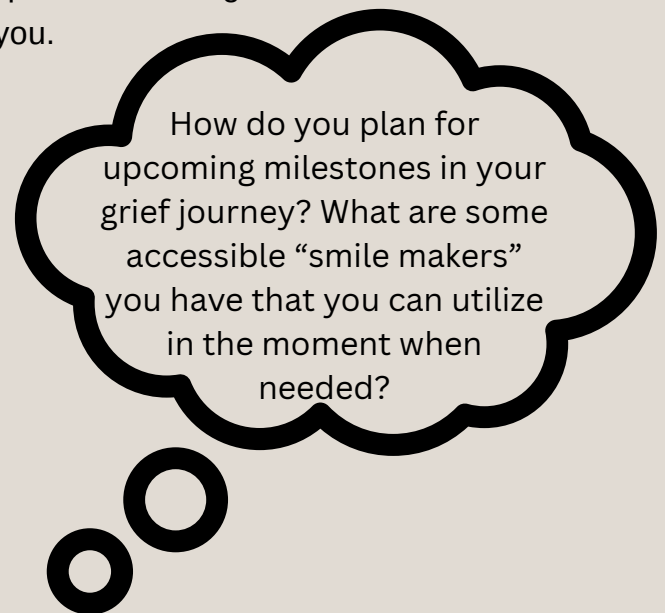 you.
How do you plan for
upcoming milestones in your
grief journey? What are some
accessible “smile makers”
you have that you can utilize
in the moment when
needed?